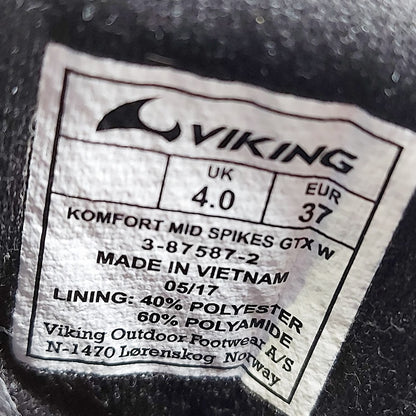 VIKING
UK
4.0
EUR
37
KOMFORT MID SPIKES GTX W
3-87587-2
MADE IN VIETNAM
05/17
LINING: 40% POLYESTER
60% POLYAMIDE
Viking Outdoor Footwear A/S
N-1470 Lørenskog Norway